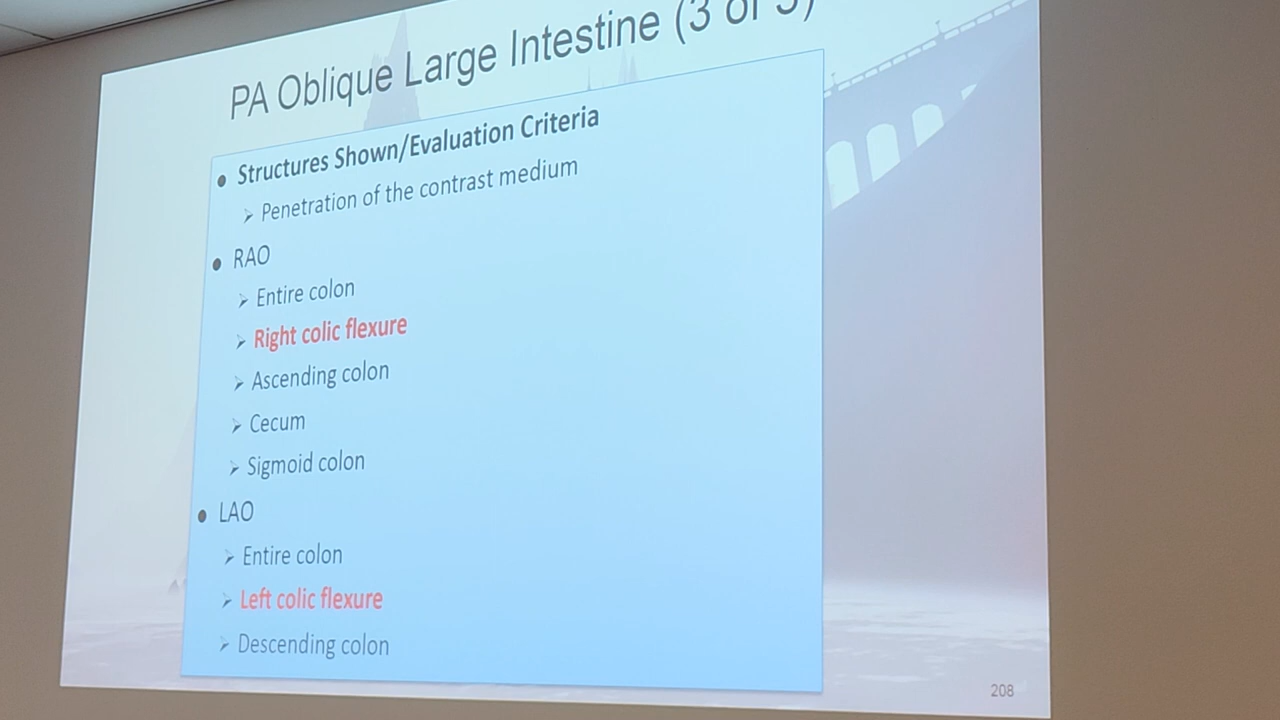 PA Oblique Large Intestine (3 of 5)
• Structures Shown/Evaluation Criteria
➢ Penetration of the contrast medium
• RAO
➢ Entire colon
➢ Right colic flexure
➢ Ascending colon
➢ Cecum
➢ Sigmoid colon
• LAO
➢ Entire colon
➢ Left colic flexure
➢ Descending colon
208